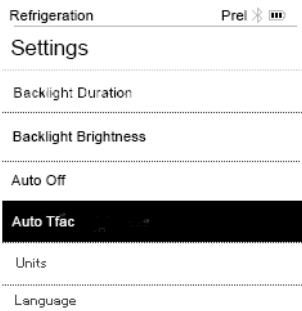 Refrigeration Prel
Settings
Backlight Duration
Backlight Brightness
Auto Off
Auto Tfac
Units
Language